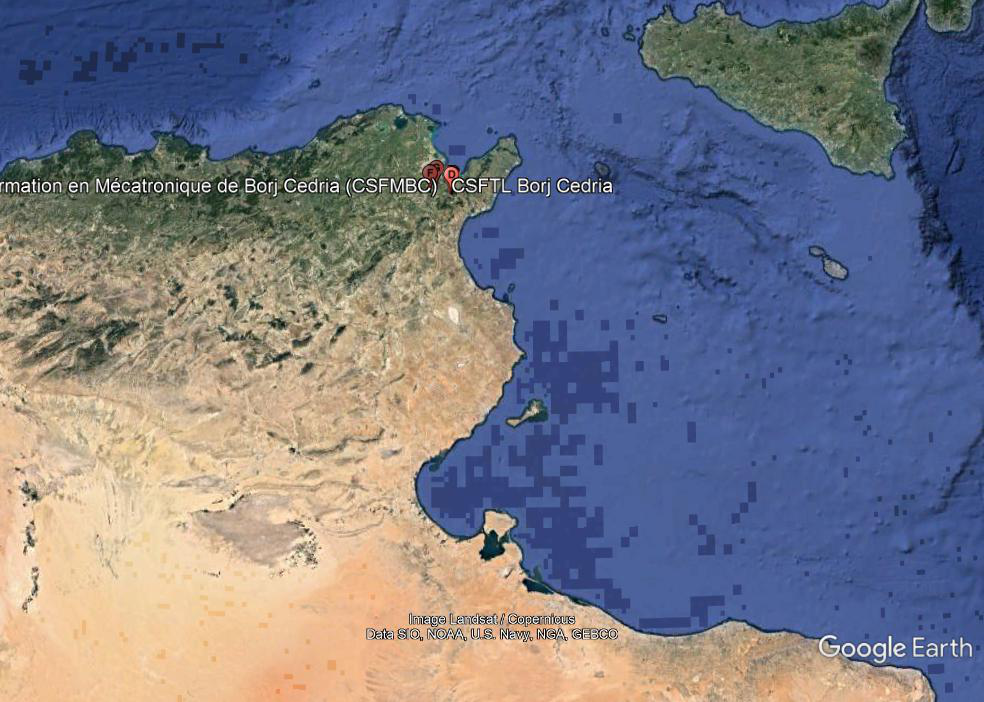 rmation en Mécatronique de Borj Cedria (CSFMBC) CSFTL Borj Cedria
Image Landsat / Copernicus
Data SIO, NOAA, U.S. Navy, NGA, GEBCO
Google Earth